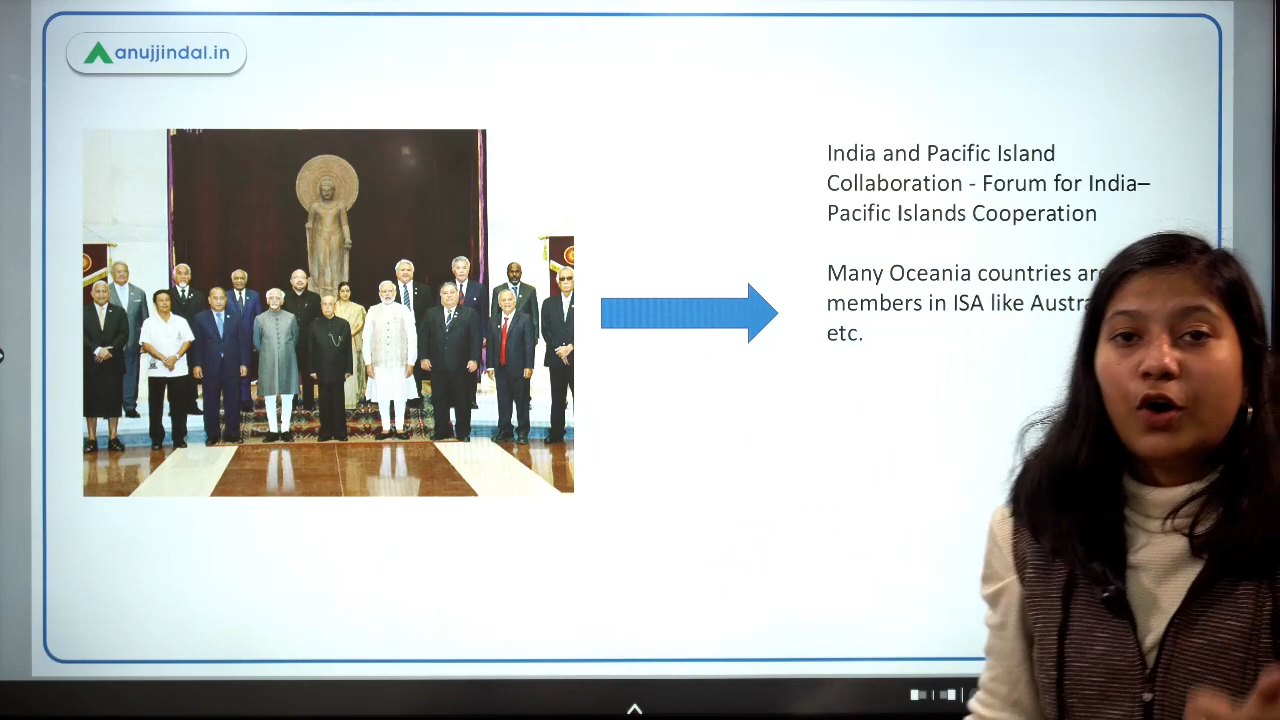 anujjindal.in
India and Pacific Island
Collaboration - Forum for India–
Pacific Islands Cooperation
Many Oceania countries are
members in ISA like
etc.